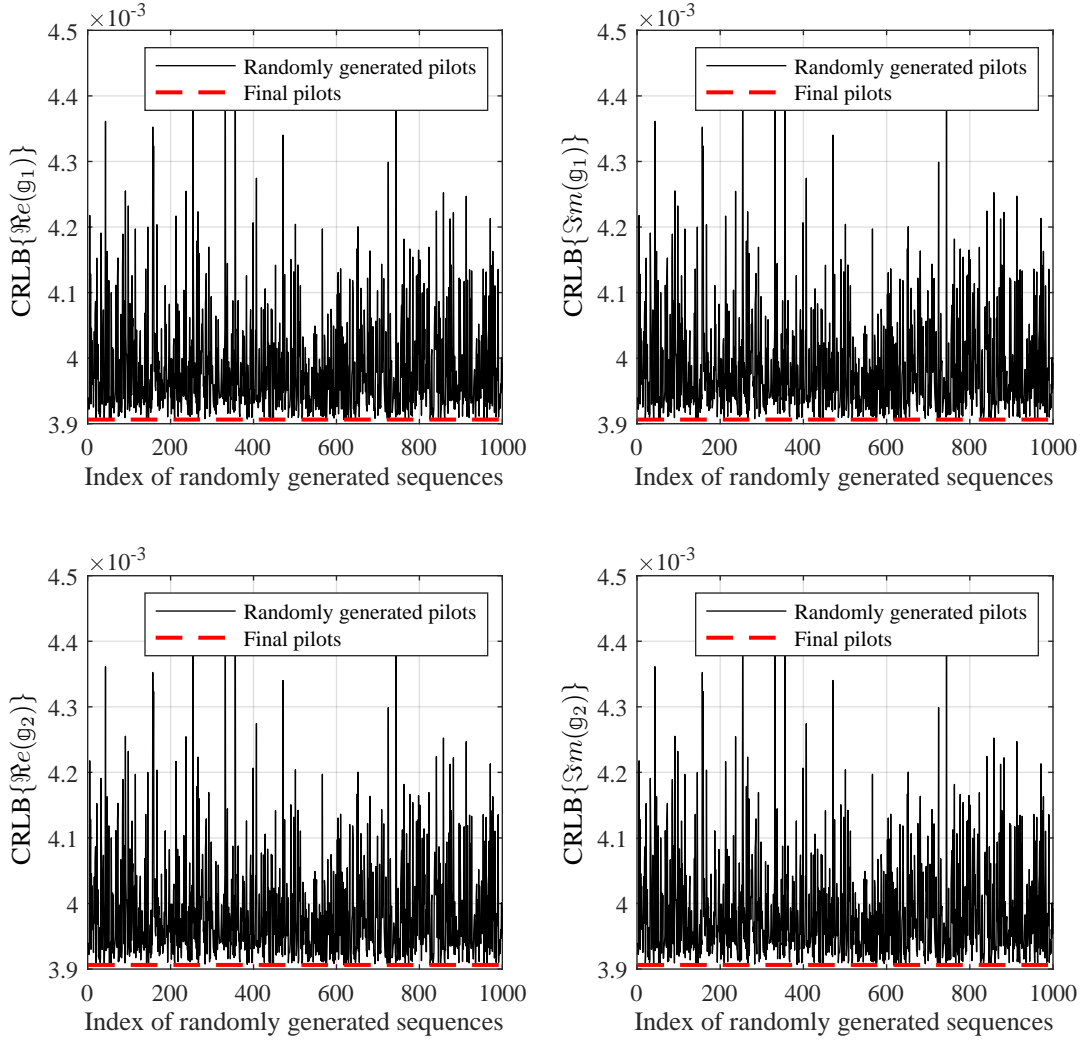 ×10⁻³
4.5
4.4
4.3
4.2
4.1
4
3.9
CRLB{ℜe(𝕘₁)}
Randomly generated pilots
Final pilots
0 200 400 600 800 1000
Index of randomly generated sequences
×10⁻³
4.5
4.4
4.3
4.2
4.1
4
3.9
CRLB{ℑm(𝕘₁)}
Randomly generated pilots
Final pilots
0 200 400 600 800 1000
Index of randomly generated sequences
×10⁻³
4.5
4.4
4.3
4.2
4.1
4
3.9
CRLB{ℜe(𝕘₂)}
Randomly generated pilots
Final pilots
0 200 400 600 800 1000
Index of randomly generated sequences
×10⁻³
4.5
4.4
4.3
4.2
4.1
4
3.9
CRLB{ℑm(𝕘₂)}
Randomly generated pilots
Final pilots
0 200 400 600 800 1000
Index of randomly generated sequences